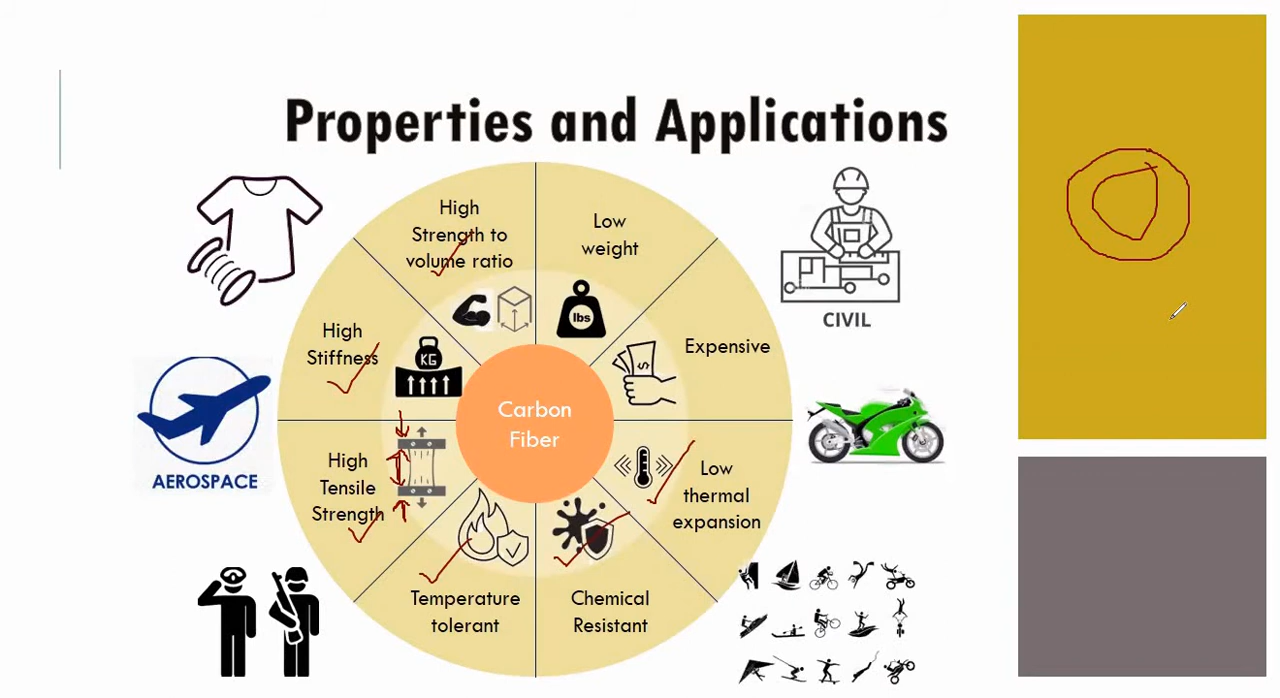 Properties and Applications
High
Strength to
volume ratio
Low
weight
lbs
High
Stiffness
KG
Expensive
$
CIVIL
Carbon
Fiber
AEROSPACE
High
Tensile
Strength
Low
thermal
expansion
Temperature
tolerant
Chemical
Resistant